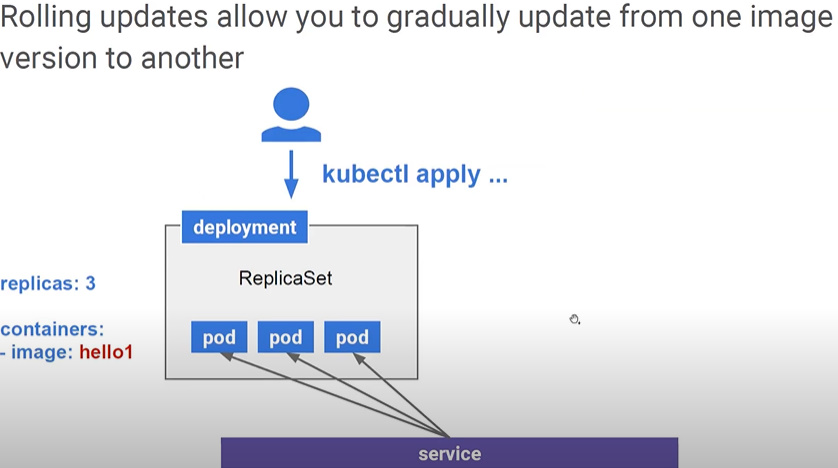 Rolling updates allow you to gradually update from one image
version to another
kubectl apply ...
deployment
ReplicaSet
replicas: 3
containers:
- image: hello1
pod pod pod
service